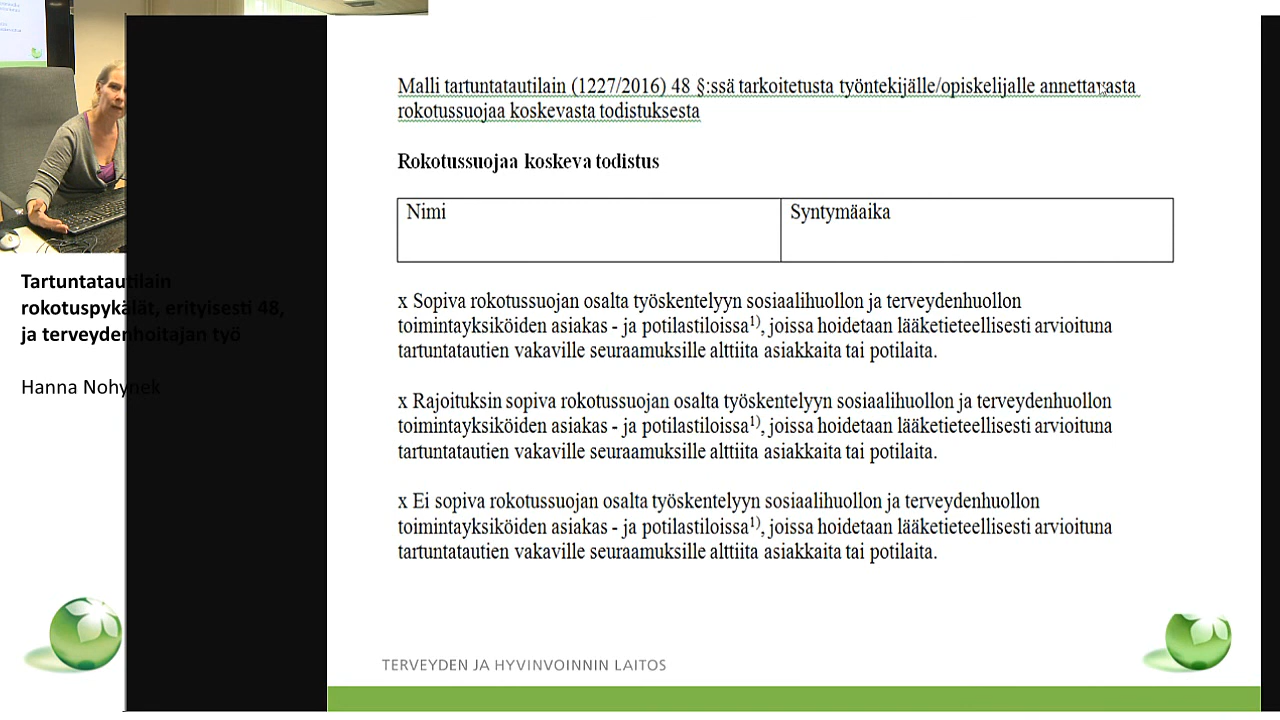 Tartuntatautilain
rokotuspykälät, erityisesti 48,
ja terveydenhoitajan työ
Hanna Nohynek
Malli tartuntatautilain (1227/2016) 48 §:ssä tarkoitetusta työntekijälle/opiskelijalle annettavasta
rokotussuojaa koskevasta todistuksesta
Rokotussuojaa koskeva todistus
Nimi
Syntymäaika
x Sopiva rokotussuojan osalta työskentelyyn sosiaalihuollon ja terveydenhuollon
toimintayksiköiden asiakas - ja potilastiloissa1), joissa hoidetaan lääketieteellisesti arvioituna
tartuntatautien vakaville seuraamuksille alttiita asiakkaita tai potilaita.
x Rajoituksin sopiva rokotussuojan osalta työskentelyyn sosiaalihuollon ja terveydenhuollon
toimintayksiköiden asiakas - ja potilastiloissa1), joissa hoidetaan lääketieteellisesti arvioituna
tartuntatautien vakaville seuraamuksille alttiita asiakkaita tai potilaita.
x Ei sopiva rokotussuojan osalta työskentelyyn sosiaalihuollon ja terveydenhuollon
toimintayksiköiden asiakas - ja potilastiloissa1), joissa hoidetaan lääketieteellisesti arvioituna
tartuntatautien vakaville seuraamuksille alttiita asiakkaita tai potilaita.
TERVEYDEN JA HYVINVOINNIN LAITOS